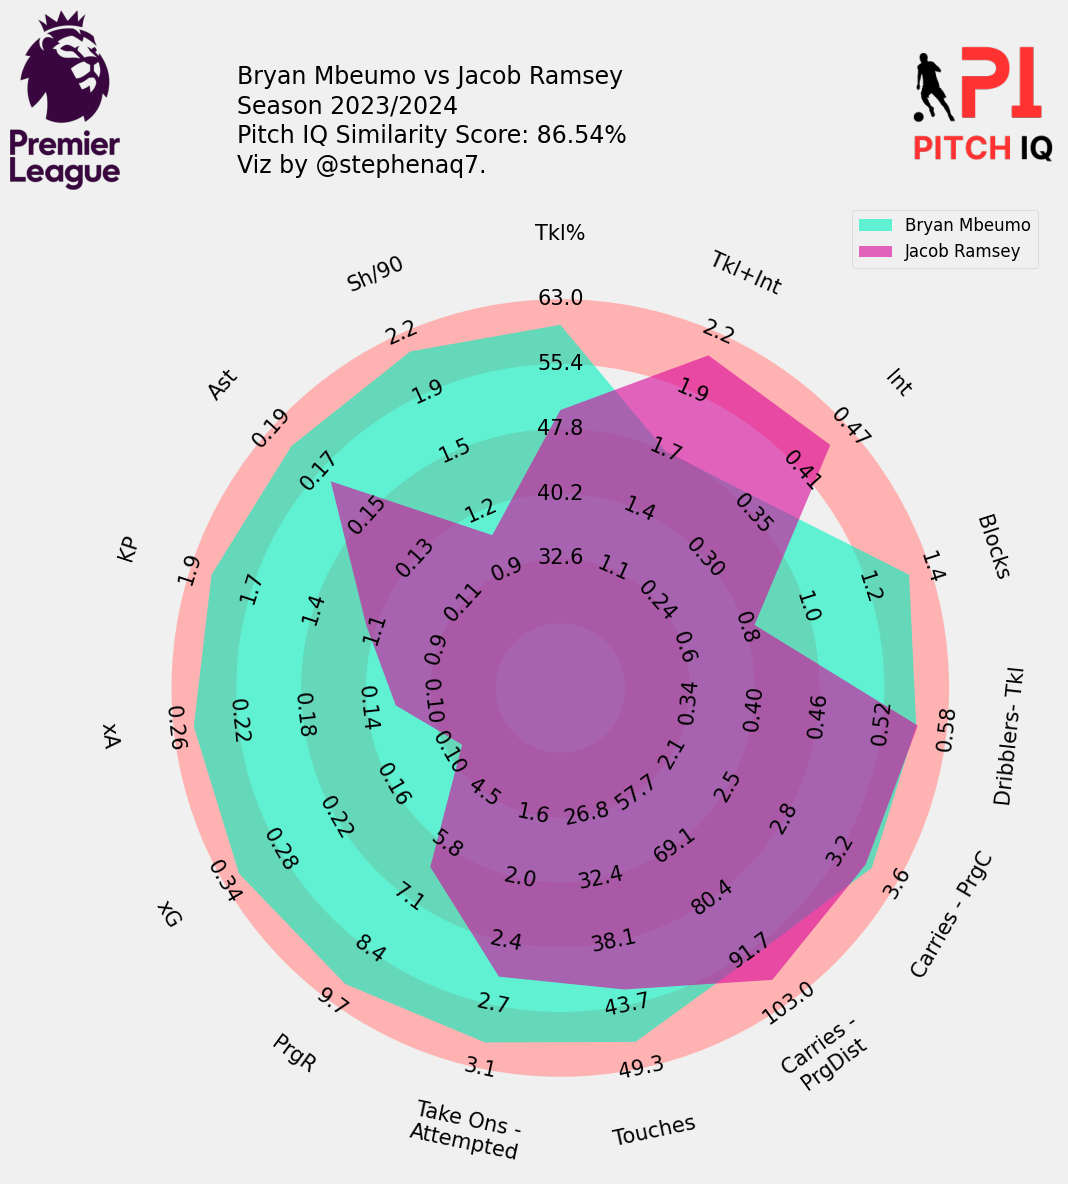 Premier
League
Bryan Mbeumo vs Jacob Ramsey
Season 2023/2024
Pitch IQ Similarity Score: 86.54%
Viz by @stephenaq7.
PI
PITCH IQ
Bryan Mbeumo
Jacob Ramsey
Tkl%
63.0
55.4
47.8
40.2
32.6
Tkl+Int
2.2
1.9
1.7
1.4
1.1
Int
0.47
0.41
0.35
0.30
0.24
Blocks
1.4
1.2
1.0
0.8
0.6
Dribblers- Tkl
0.58
0.52
0.46
0.40
0.34
Carries - PrgC
3.6
3.2
2.8
2.5
2.1
Carries -
PrgDist
103.0
91.7
80.4
69.1
57.7
Touches
49.3
43.7
38.1
32.4
26.8
Take Ons -
Attempted
3.1
2.7
2.4
2.0
1.6
PrgR
9.7
8.4
7.1
5.8
4.5
xG
0.34
0.28
0.22
0.16
0.10
xA
0.26
0.22
0.18
0.14
0.10
KP
1.9
1.7
1.4
1.1
0.9
Ast
0.19
0.17
0.15
0.13
0.11
Sh/90
2.2
1.9
1.5
1.2
0.9